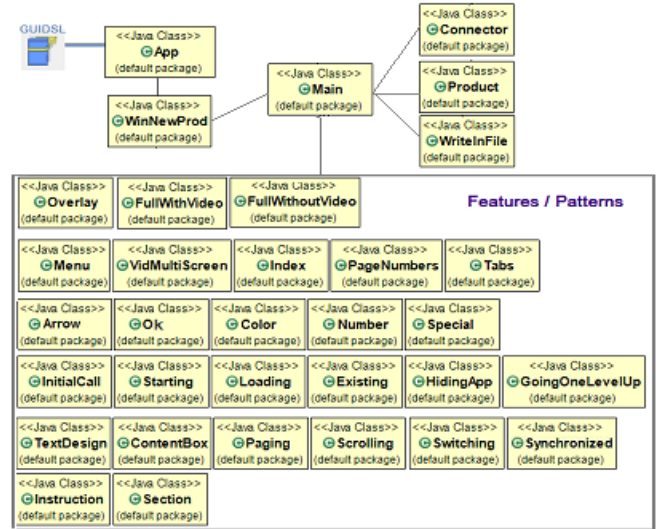 GUIDSL
<<Java Class>>
App
(default package)
<<Java Class>>
WinNewProd
(default package)
<<Java Class>>
Main
(default package)
<<Java Class>>
Connector
(default package)
<<Java Class>>
Product
(default package)
<<Java Class>>
WriteInFile
(default package)
Features / Patterns
<<Java Class>> <<Java Class>> <<Java Class>>
Overlay FullWithVideo FullWithoutVideo
(default package) (default package) (default package)
<<Java Class>> <<Java Class>> <<Java Class>> <<Java Class>> <<Java Class>>
Menu VidMultiScreen Index PageNumbers Tabs
(default package) (default package) (default package) (default package) (default package)
<<Java Class>> <<Java Class>> <<Java Class>> <<Java Class>> <<Java Class>>
Arrow Ok Color Number Special
(default package) (default package) (default package) (default package) (default package)
<<Java Class>> <<Java Class>> <<Java Class>> <<Java Class>> <<Java Class>> <<Java Class>>
InitialCall Starting Loading Existing HidingApp GoingOneLevelUp
(default package) (default package) (default package) (default package) (default package) (default package)
<<Java Class>> <<Java Class>> <<Java Class>> <<Java Class>> <<Java Class>> <<Java Class>>
TextDesign ContentBox Paging Scrolling Switching Synchronized
(default package) (default package) (default package) (default package) (default package) (default package)
<<Java Class>> <<Java Class>>
Instruction Section
(default package) (default package)